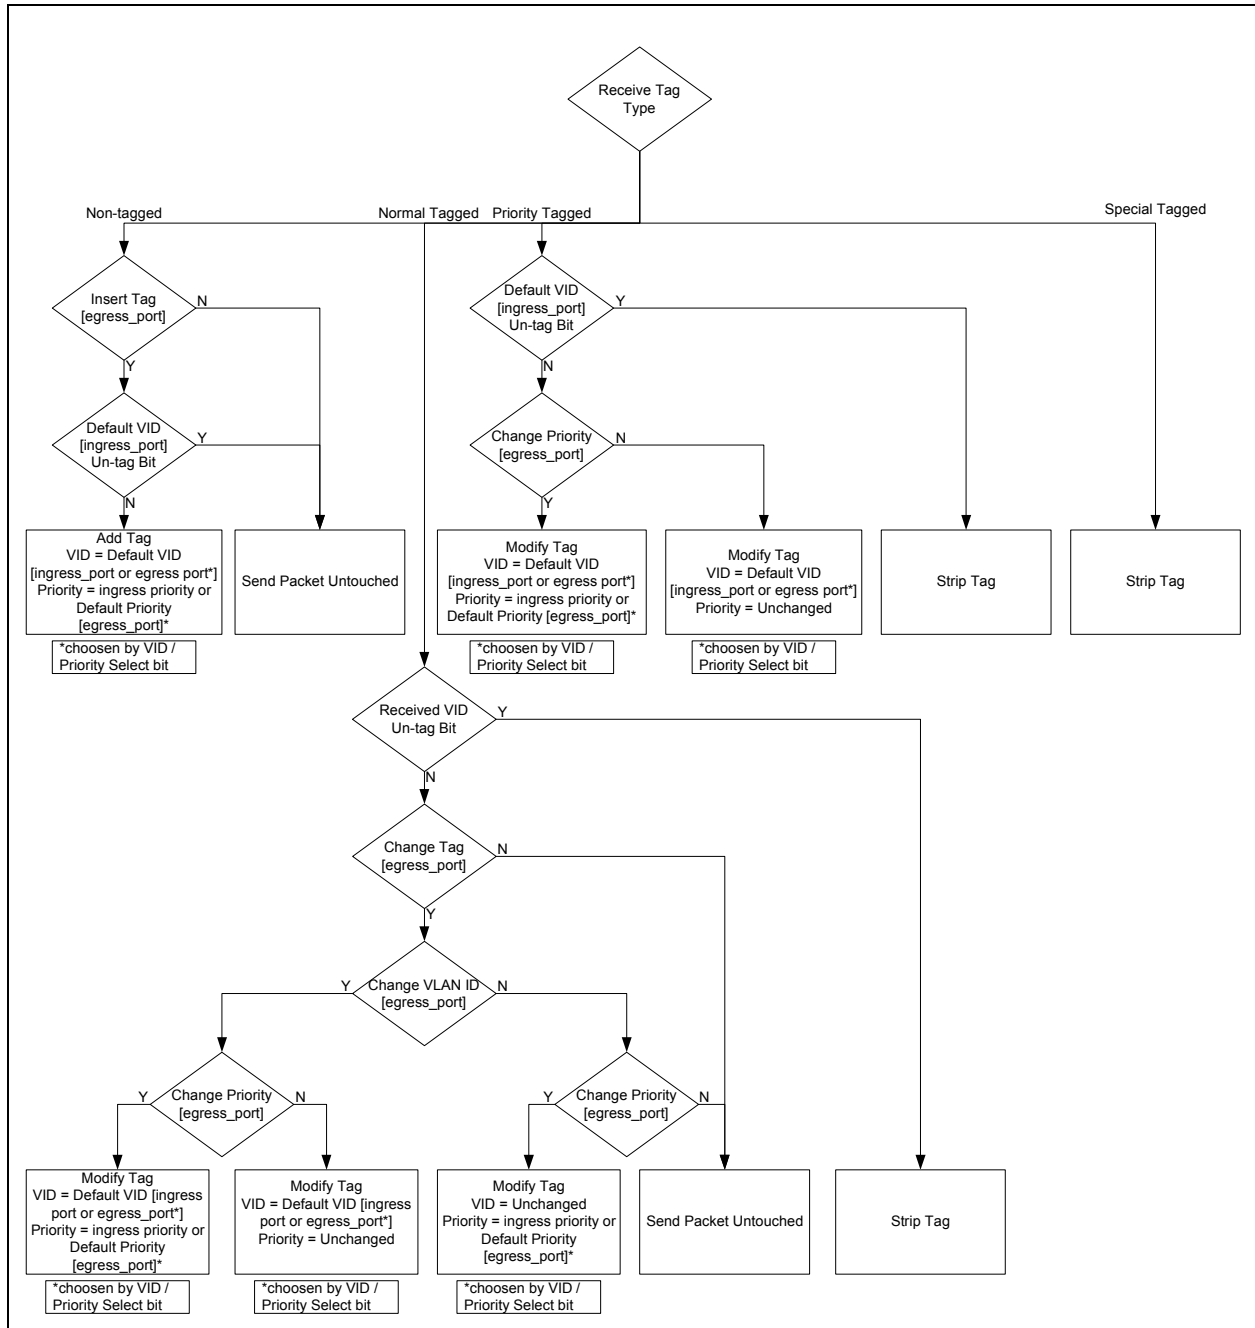 Receive Tag
Type
Non-tagged
Normal Tagged
Priority Tagged
Special Tagged
Insert Tag
[egress_port]
N
Y
Default VID
[ingress_port]
Un-tag Bit
Y
N
Default VID
[ingress_port]
Un-tag Bit
Y
N
Change Priority
[egress_port]
N
Y
Add Tag
VID = Default VID
[ingress_port or egress port*]
Priority = ingress priority or
Default Priority
[egress_port]*
*choosen by VID /
Priority Select bit
Send Packet Untouched
Modify Tag
VID = Default VID
[ingress_port or egress port*]
Priority = ingress priority or
Default Priority [egress_port]*
*choosen by VID /
Priority Select bit
Modify Tag
VID = Default VID
[ingress_port or egress port*]
Priority = Unchanged
*choosen by VID /
Priority Select bit
Strip Tag
Strip Tag
Received VID
Un-tag Bit
Y
N
Change Tag
[egress_port]
N
Y
Change VLAN ID
[egress_port]
Y
N
Change Priority
[egress_port]
Y
N
Change Priority
[egress_port]
Y
N
Modify Tag
VID = Default VID [ingress
port or egress_port*]
Priority = ingress priority or
Default Priority
[egress_port]*
*choosen by VID /
Priority Select bit
Modify Tag
VID = Default VID [ingress
port or egress_port*]
Priority = Unchanged
*choosen by VID /
Priority Select bit
Modify Tag
VID = Unchanged
Priority = ingress priority or
Default Priority
[egress_port]*
*choosen by VID /
Priority Select bit
Send Packet Untouched
Strip Tag